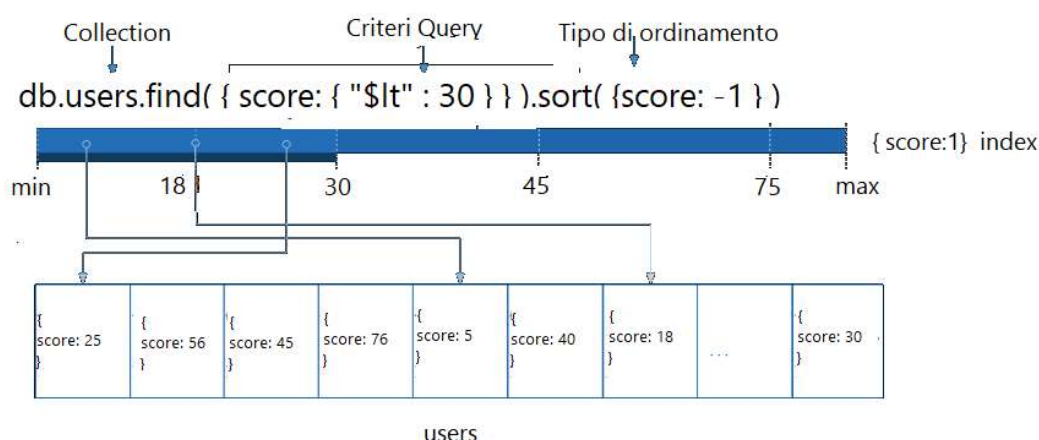 Collection
Criteri Query
Tipo di ordinamento
db.users.find( { score: { "$lt" : 30 } } ).sort( {score: -1 } )
{ score:1} index
min
18
30
45
75
max
{
score: 25
}
{
score: 56
}
{
score: 45
}
{
score: 76
}
{
score: 5
}
{
score: 40
}
{
score: 18
}
...
{
score: 30
}
users